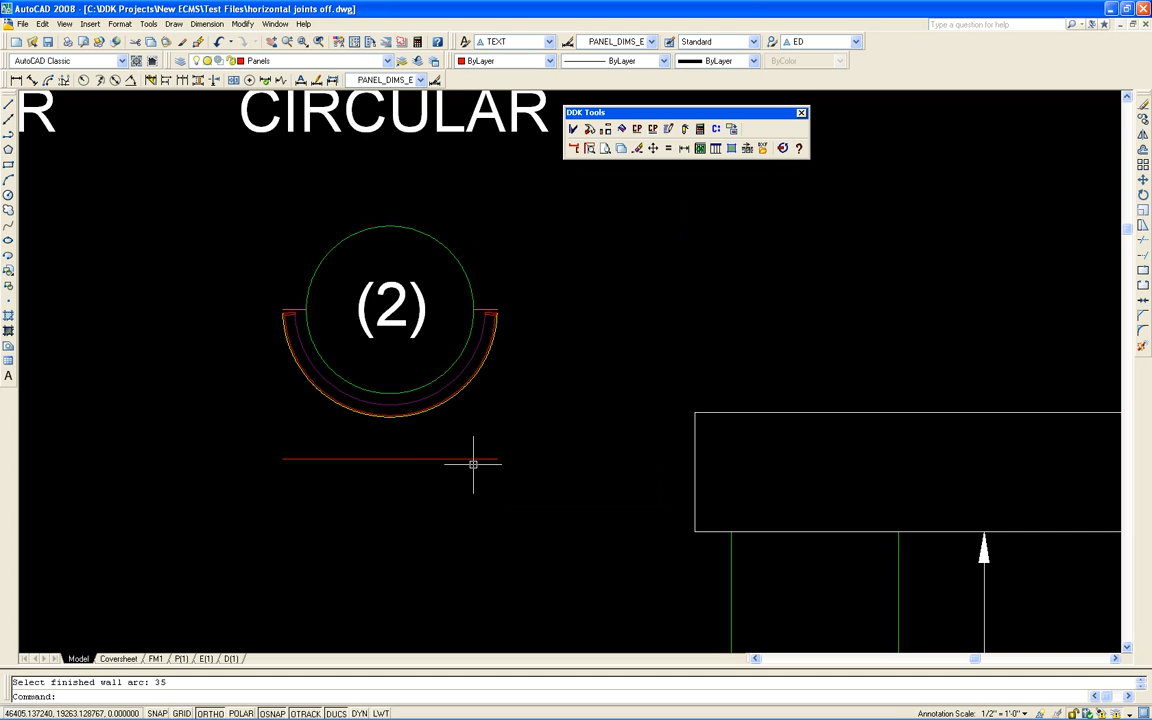 AutoCAD 2008 - [C:\DDK Projects\New ECMS\Test Files\horizontal joints off.dwg]
File Edit View Insert Format Tools Draw Dimension Modify Window Help
Type a question for help
TEXT PANEL_DIMS_E Standard ED
AutoCAD Classic Panels ByLayer ByLayer ByLayer ByColor
PANEL_DIMS_E
R CIRCULAR
DDK Tools
EP EP C:
(2)
A
Model Coversheet FM1 P(1) E(1) D(1)
Select finished wall arc: 35
Command:
46405.137240, 19263.128767, 0.000000 SNAP GRID ORTHO POLAR OSNAP OTRACK DUCS DYN LWT Annotation Scale: 1/2" = 1'-0"